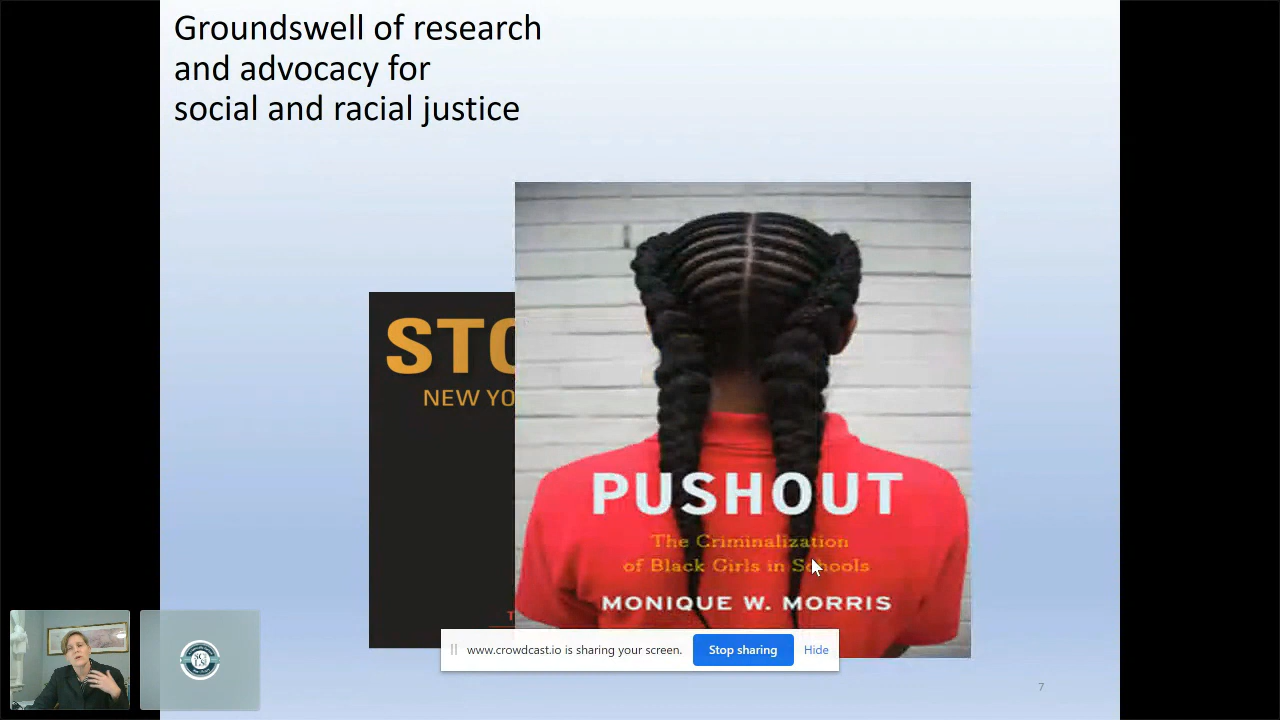 Groundswell of research
and advocacy for
social and racial justice
STO
NEW YO
PUSHOUT
The Criminalization
of Black Girls in Schools
MONIQUE W. MORRIS
T
www.crowdcast.io is sharing your screen.
Stop sharing
Hide
7